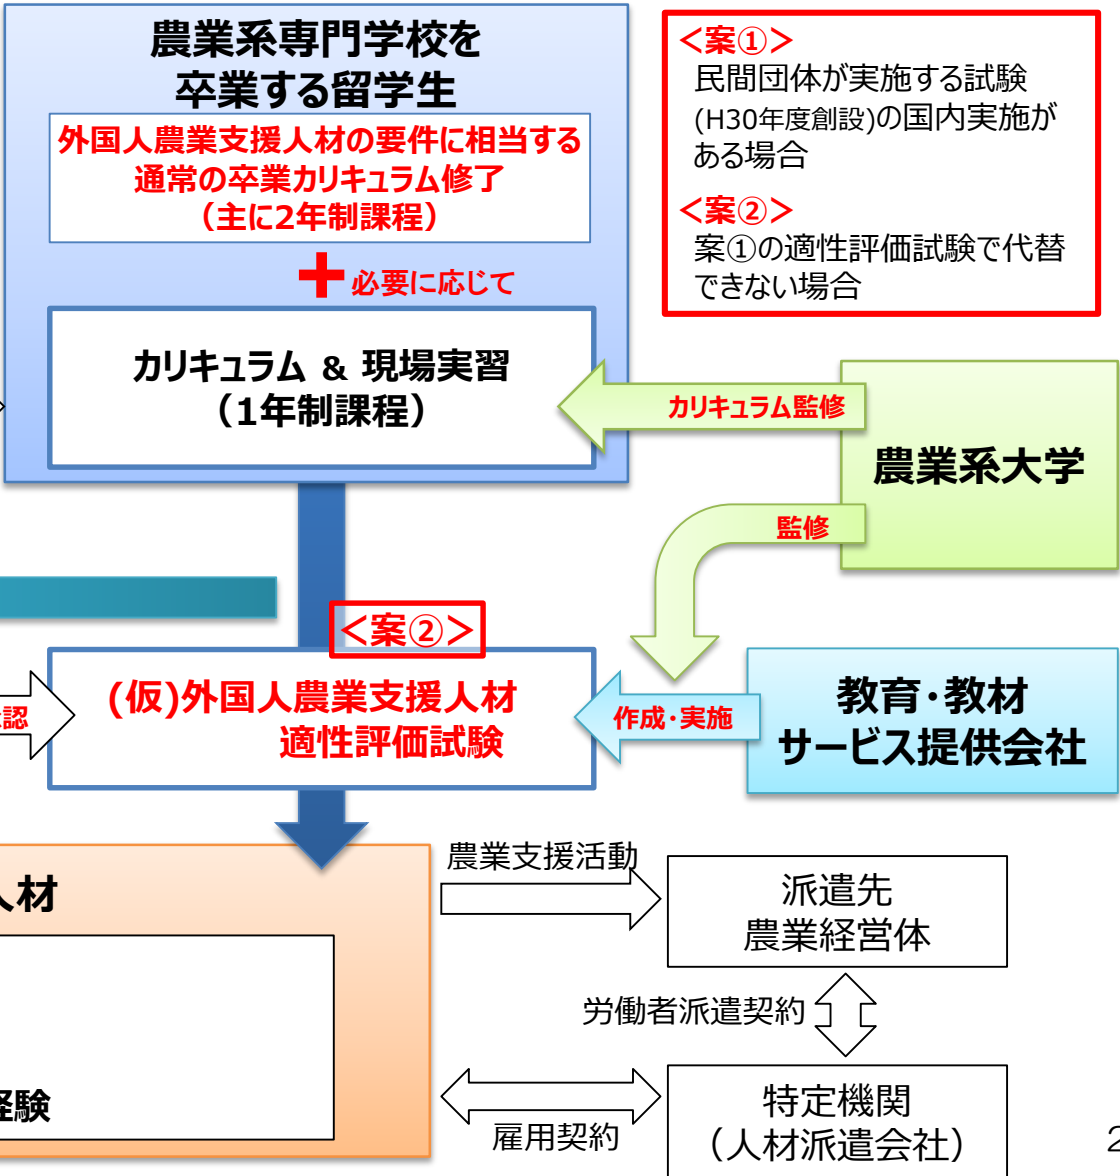 農業系専門学校を
卒業する留学生
外国人農業支援人材の要件に相当する
通常の卒業カリキュラム修了
（主に2年制課程）
必要に応じて
カリキュラム & 現場実習
（1年制課程）
＜案①＞
民間団体が実施する試験
(H30年度創設)の国内実施が
ある場合
＜案②＞
案①の適性評価試験で代替
できない場合
カリキュラム監修
農業系大学
監修
＜案②＞
(仮)外国人農業支援人材
適性評価試験
作成・実施
教育・教材
サービス提供会社
人材
経験
農業支援活動
派遣先
農業経営体
労働者派遣契約
雇用契約
特定機関
（人材派遣会社）
2